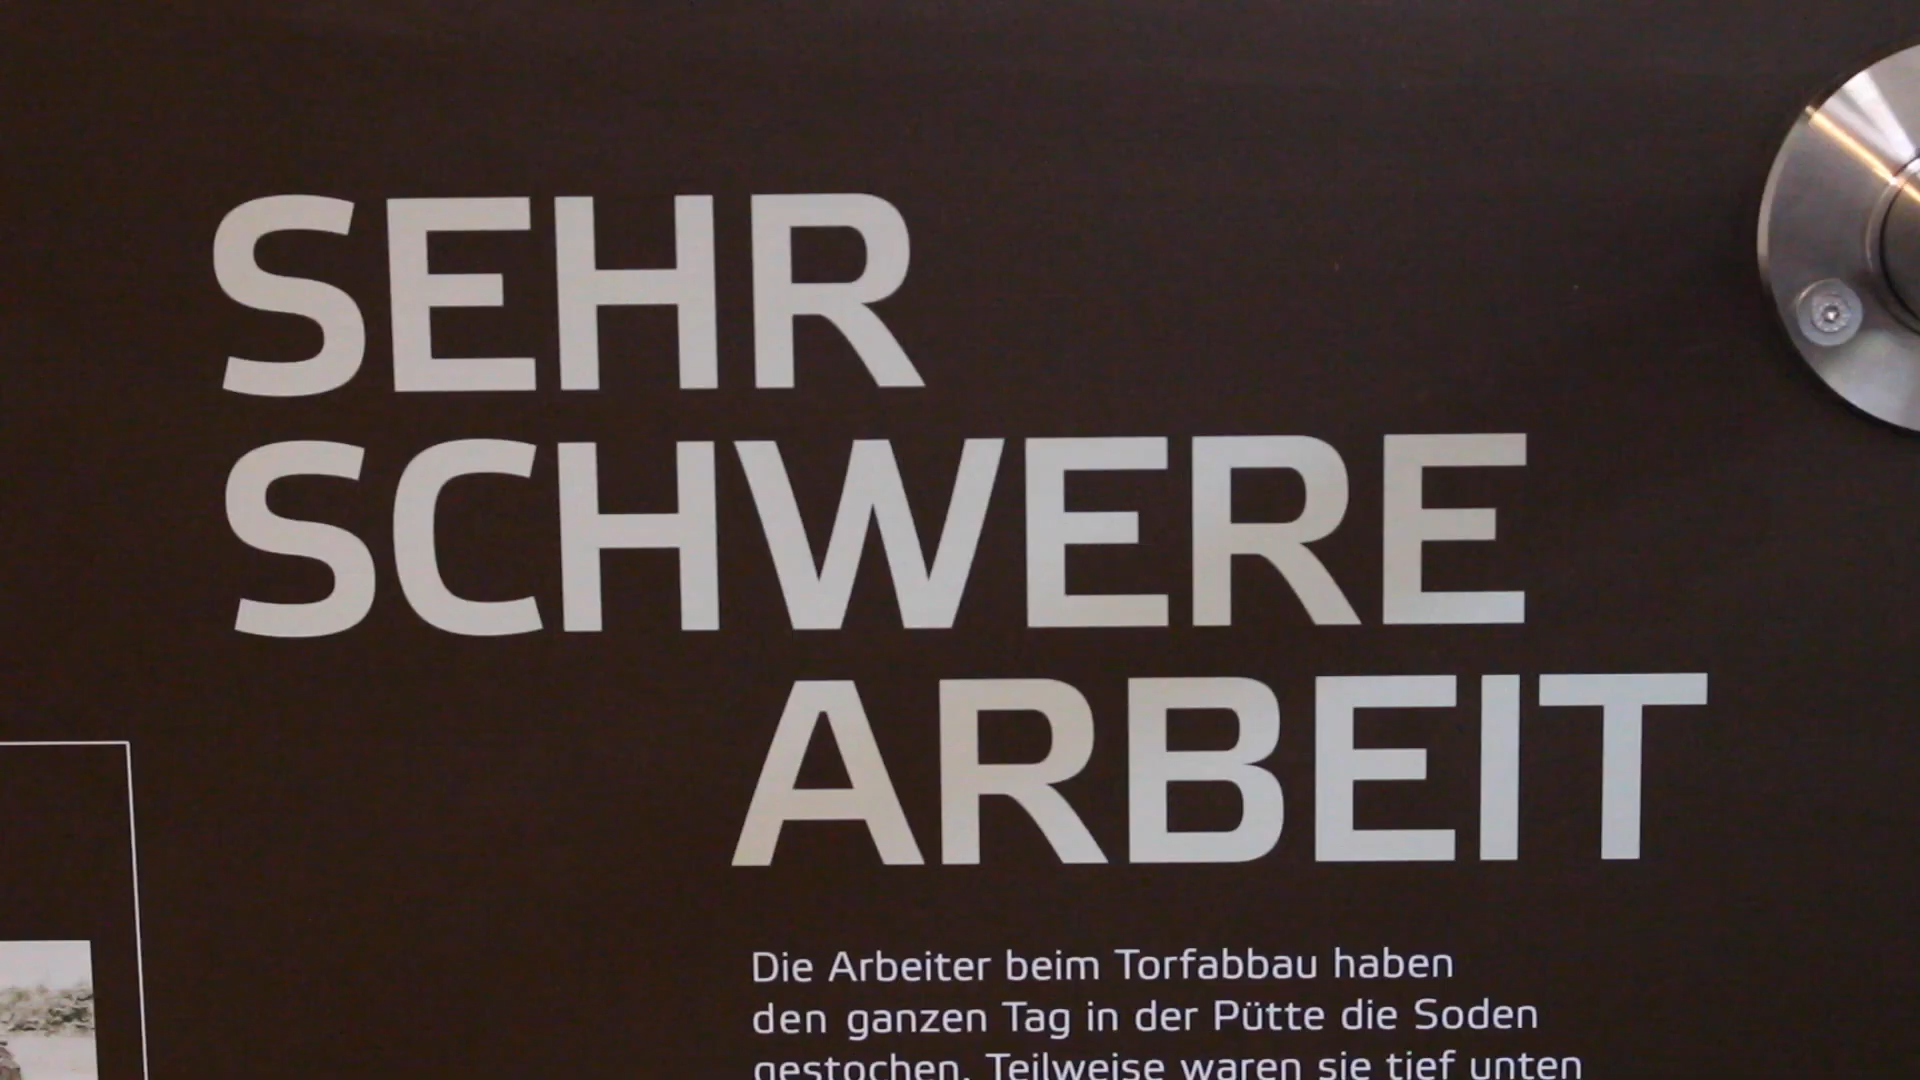 SEHR
SCHWERE
ARBEIT
Die Arbeiter beim Torfabbau haben
den ganzen Tag in der Pütte die Soden
gestochen. Teilweise waren sie tief unten